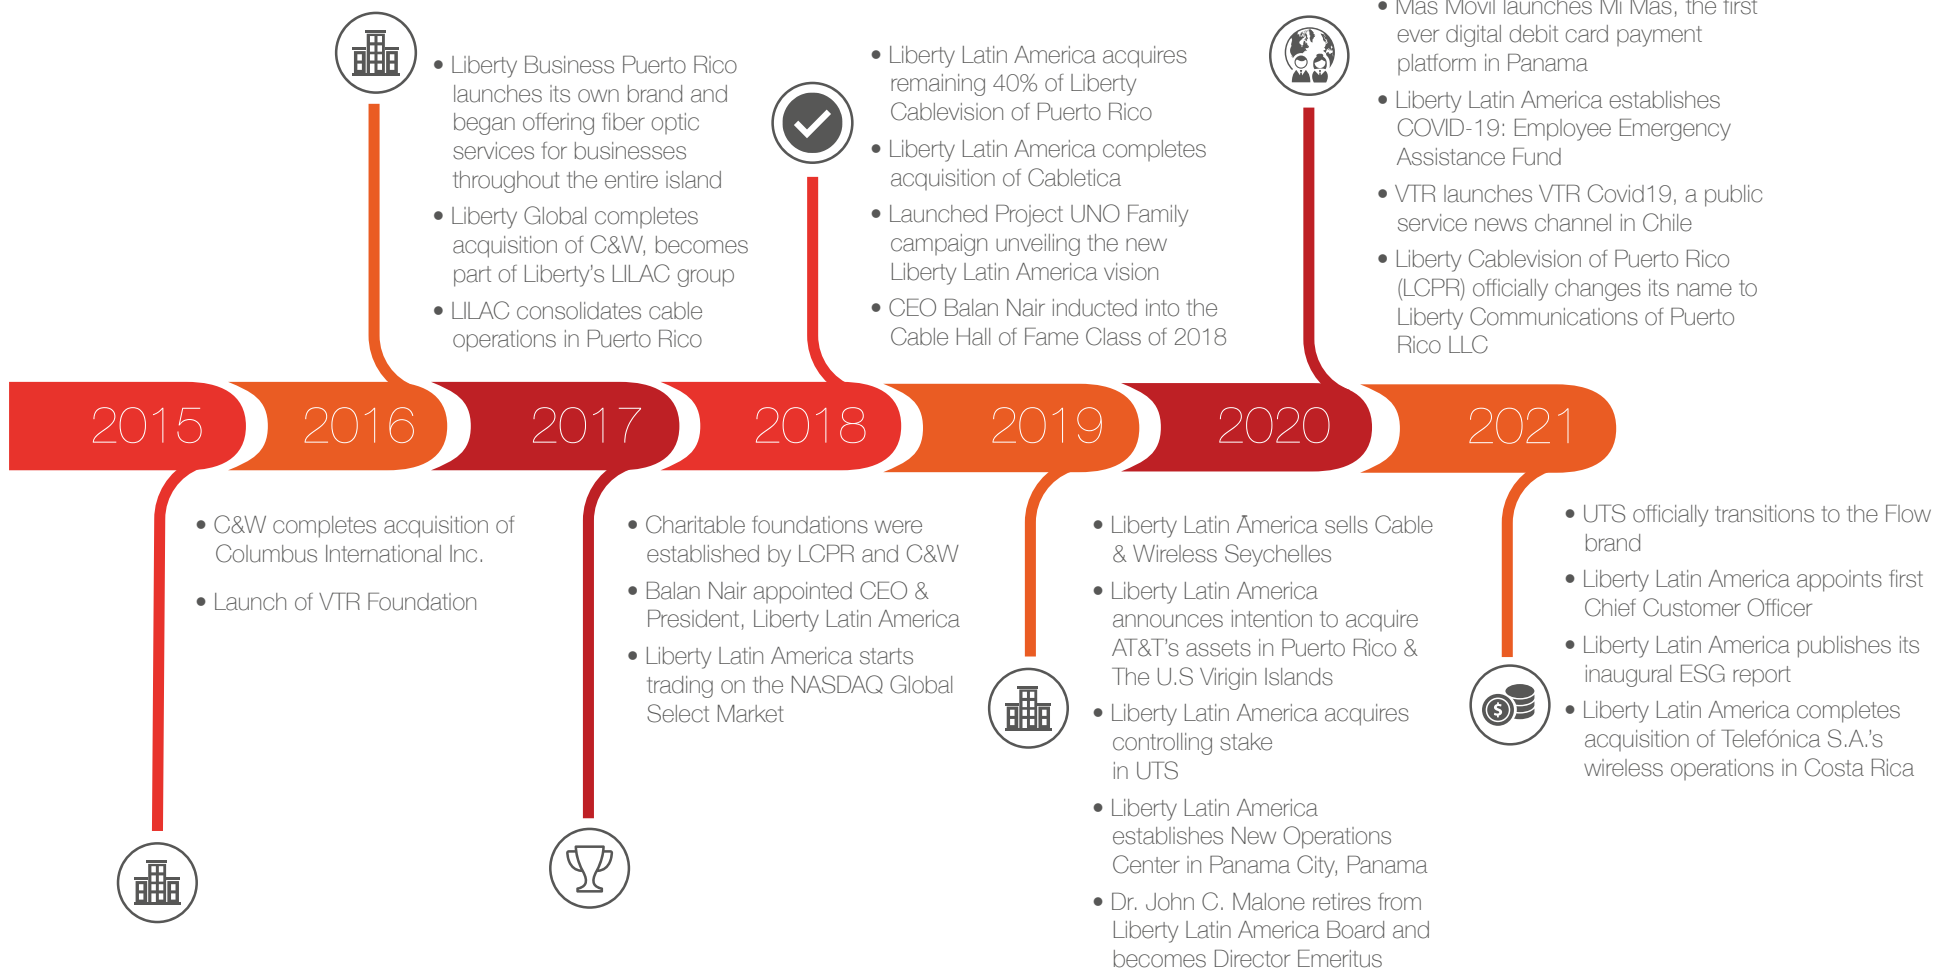 • Liberty Business Puerto Rico
launches its own brand and
began offering fiber optic
services for businesses
throughout the entire island
• Liberty Global completes
acquisition of C&W, becomes
part of Liberty’s LILAC group
• LILAC consolidates cable
operations in Puerto Rico
• Liberty Latin America acquires
remaining 40% of Liberty
Cablevision of Puerto Rico
• Liberty Latin America completes
acquisition of Cabletica
• Launched Project UNO Family
campaign unveiling the new
Liberty Latin America vision
• CEO Balan Nair inducted into the
Cable Hall of Fame Class of 2018
• Mas Movil launches Mi Mas, the first
ever digital debit card payment
platform in Panama
• Liberty Latin America establishes
COVID-19: Employee Emergency
Assistance Fund
• VTR launches VTR Covid19, a public
service news channel in Chile
• Liberty Cablevision of Puerto Rico
(LCPR) officially changes its name to
Liberty Communications of Puerto
Rico LLC
2015
2016
2017
2018
2019
2020
2021
• C&W completes acquisition of
Columbus International Inc.
• Launch of VTR Foundation
• Charitable foundations were
established by LCPR and C&W
• Balan Nair appointed CEO &
President, Liberty Latin America
• Liberty Latin America starts
trading on the NASDAQ Global
Select Market
• Liberty Latin America sells Cable
& Wireless Seychelles
• Liberty Latin America
announces intention to acquire
AT&T’s assets in Puerto Rico &
The U.S Virigin Islands
• Liberty Latin America acquires
controlling stake
in UTS
• Liberty Latin America
establishes New Operations
Center in Panama City, Panama
• Dr. John C. Malone retires from
Liberty Latin America Board and
becomes Director Emeritus
• UTS officially transitions to the Flow
brand
• Liberty Latin America appoints first
Chief Customer Officer
• Liberty Latin America publishes its
inaugural ESG report
• Liberty Latin America completes
acquisition of Telefónica S.A.’s
wireless operations in Costa Rica